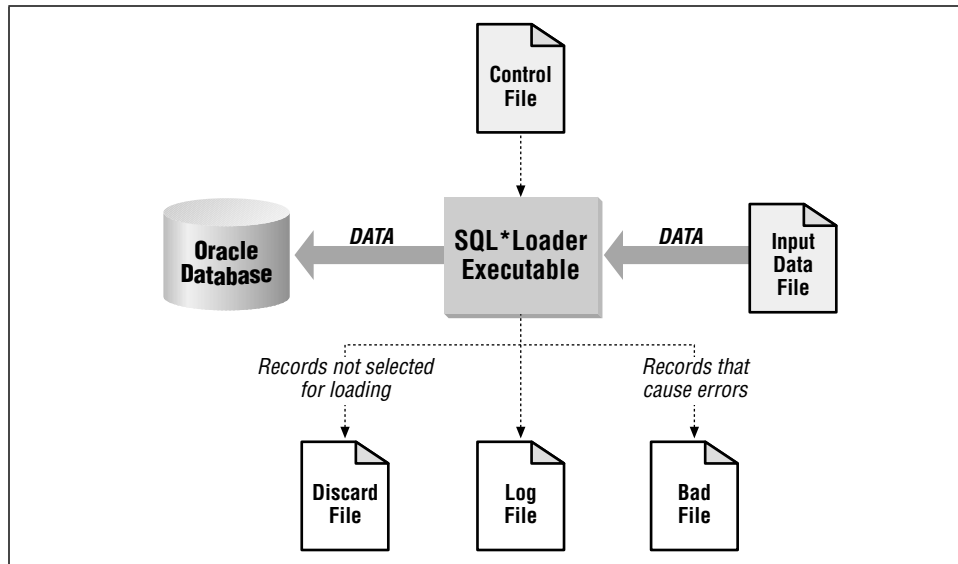 Control
File
Oracle
Database
DATA
SQL*Loader
Executable
DATA
Input
Data
File
Records not selected
for loading
Records that
cause errors
Discard
File
Log
File
Bad
File